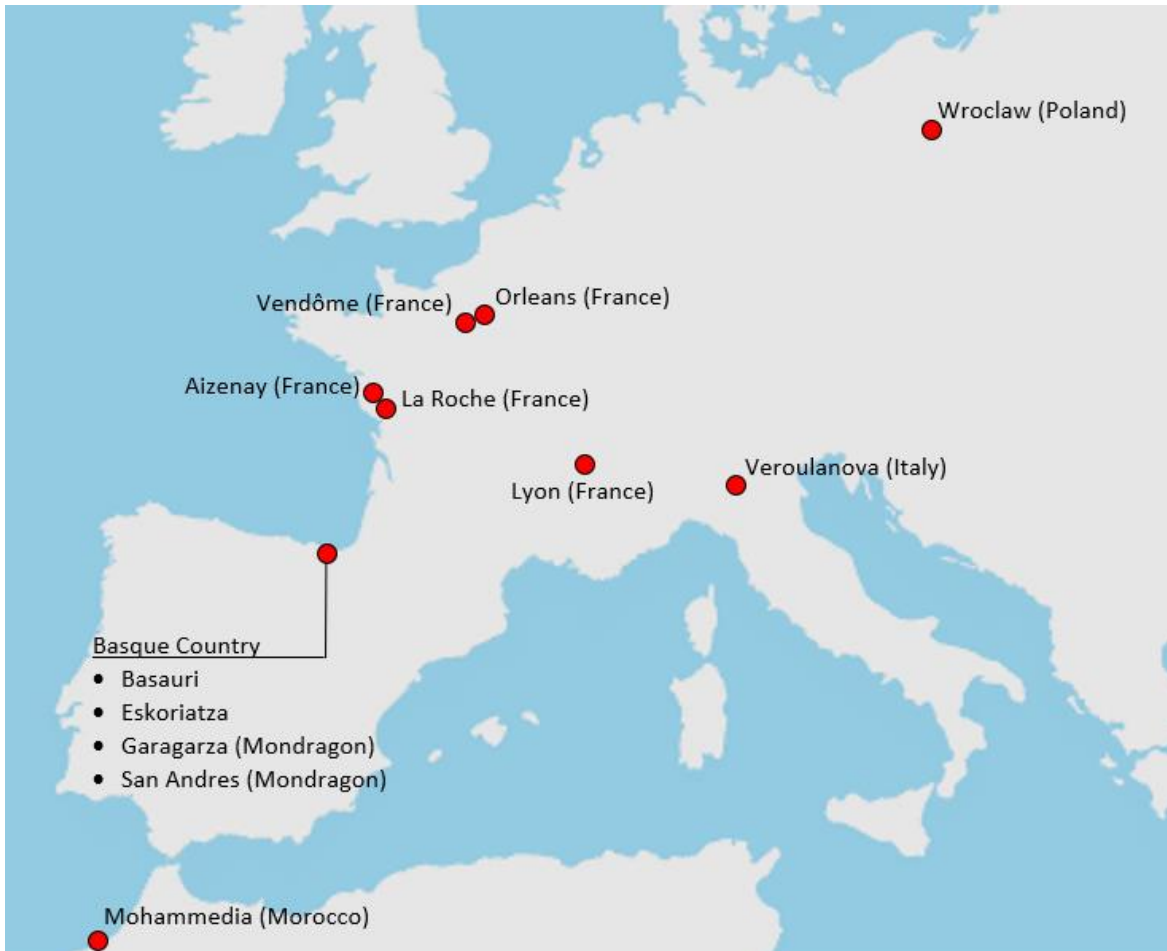 Wroclaw (Poland)
Orleans (France)
Vendôme (France)
Aizenay (France)
La Roche (France)
Veroulanova (Italy)
Lyon (France)
Basque Country
• Basauri
• Eskoriatza
• Garagarza (Mondragon)
• San Andres (Mondragon)
Mohammedia (Morocco)